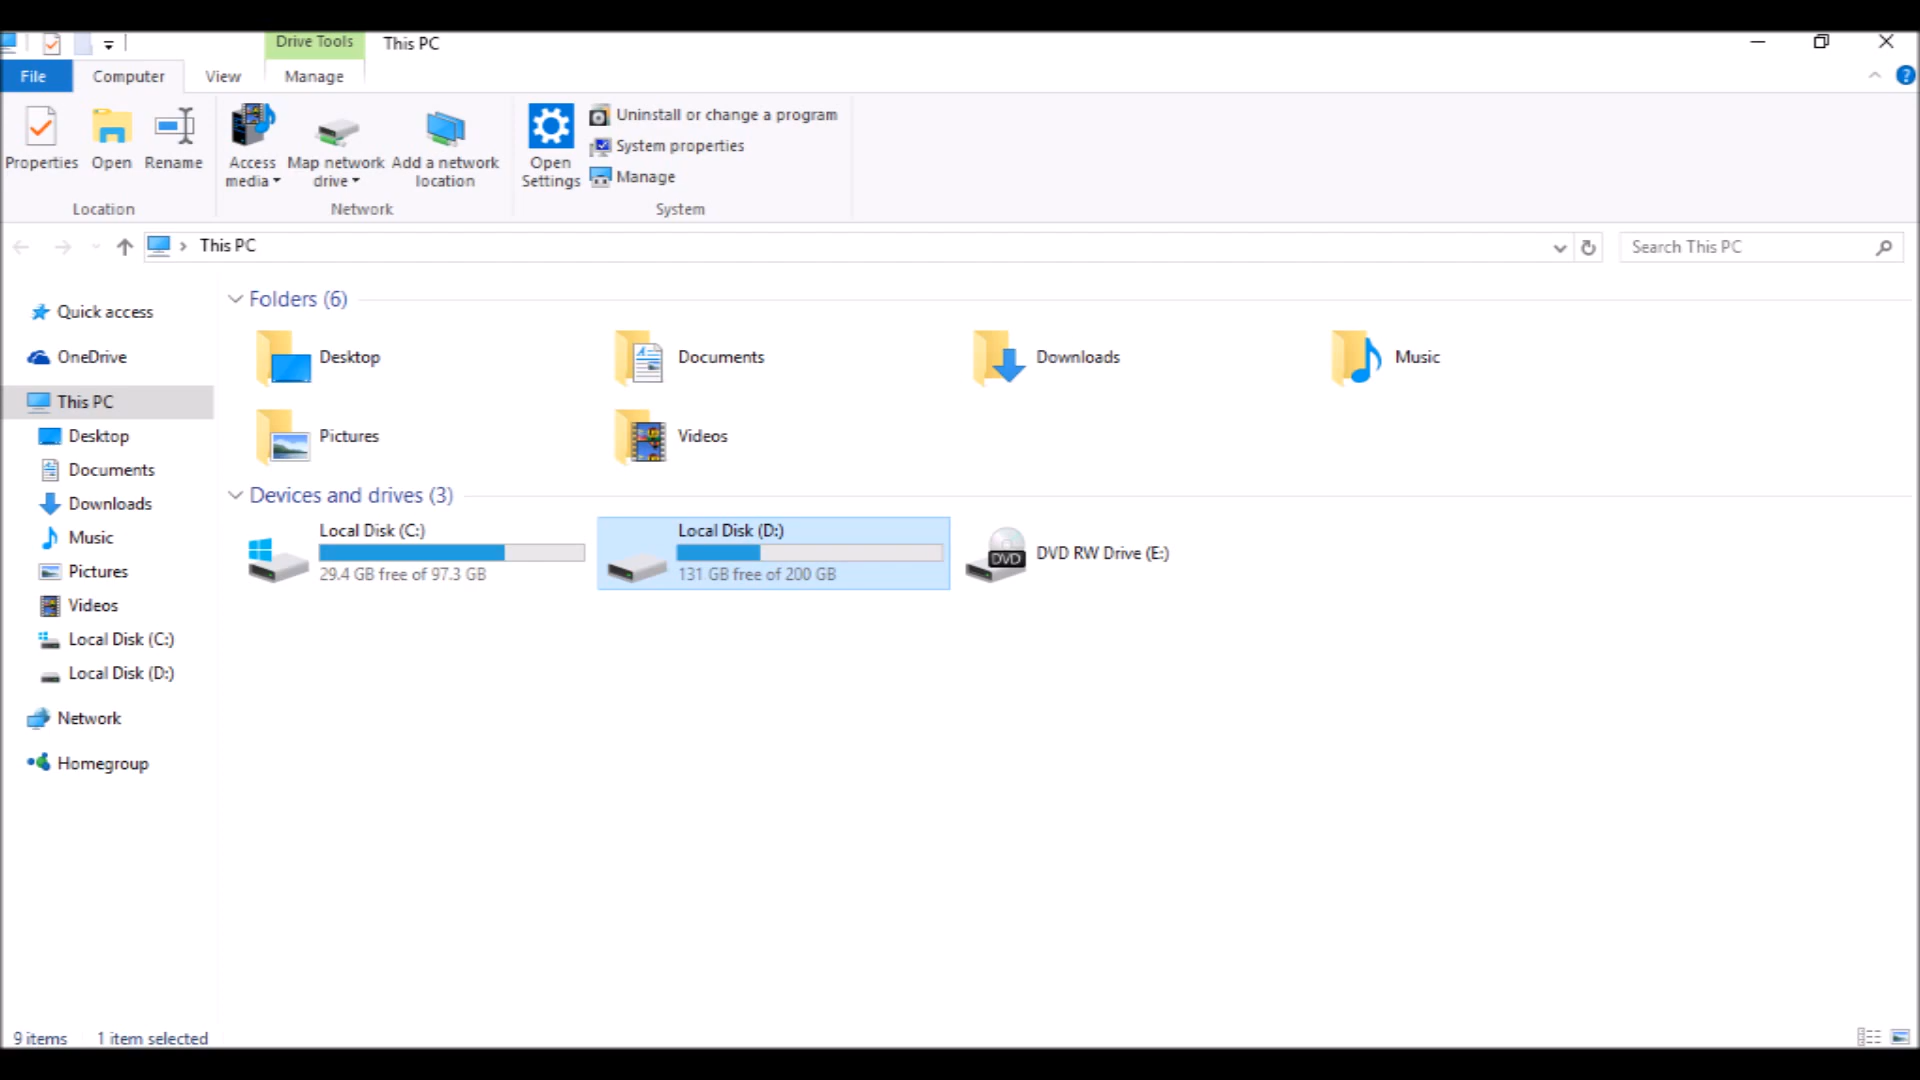 Drive Tools
This PC
File
Computer
View
Manage
Properties
Open
Rename
Access
media
Map network
drive
Add a network
location
Open
Settings
Uninstall or change a program
System properties
Manage
Location
Network
System
This PC
Search This PC
Quick access
OneDrive
This PC
Desktop
Documents
Downloads
Music
Pictures
Videos
Local Disk (C:)
Local Disk (D:)
Network
Homegroup
Folders (6)
Desktop
Documents
Downloads
Music
Pictures
Videos
Devices and drives (3)
Local Disk (C:)
29.4 GB free of 97.3 GB
Local Disk (D:)
131 GB free of 200 GB
DVD
DVD RW Drive (E:)
9 items
1 item selected